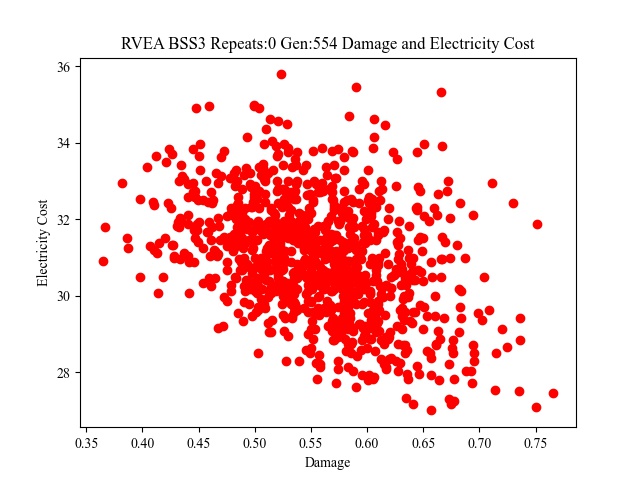 RVEA BSS3 Repeats:0 Gen:554 Damage and Electricity Cost
36
34
32
30
28
Electricity Cost
0.35 0.40 0.45 0.50 0.55 0.60 0.65 0.70 0.75
Damage